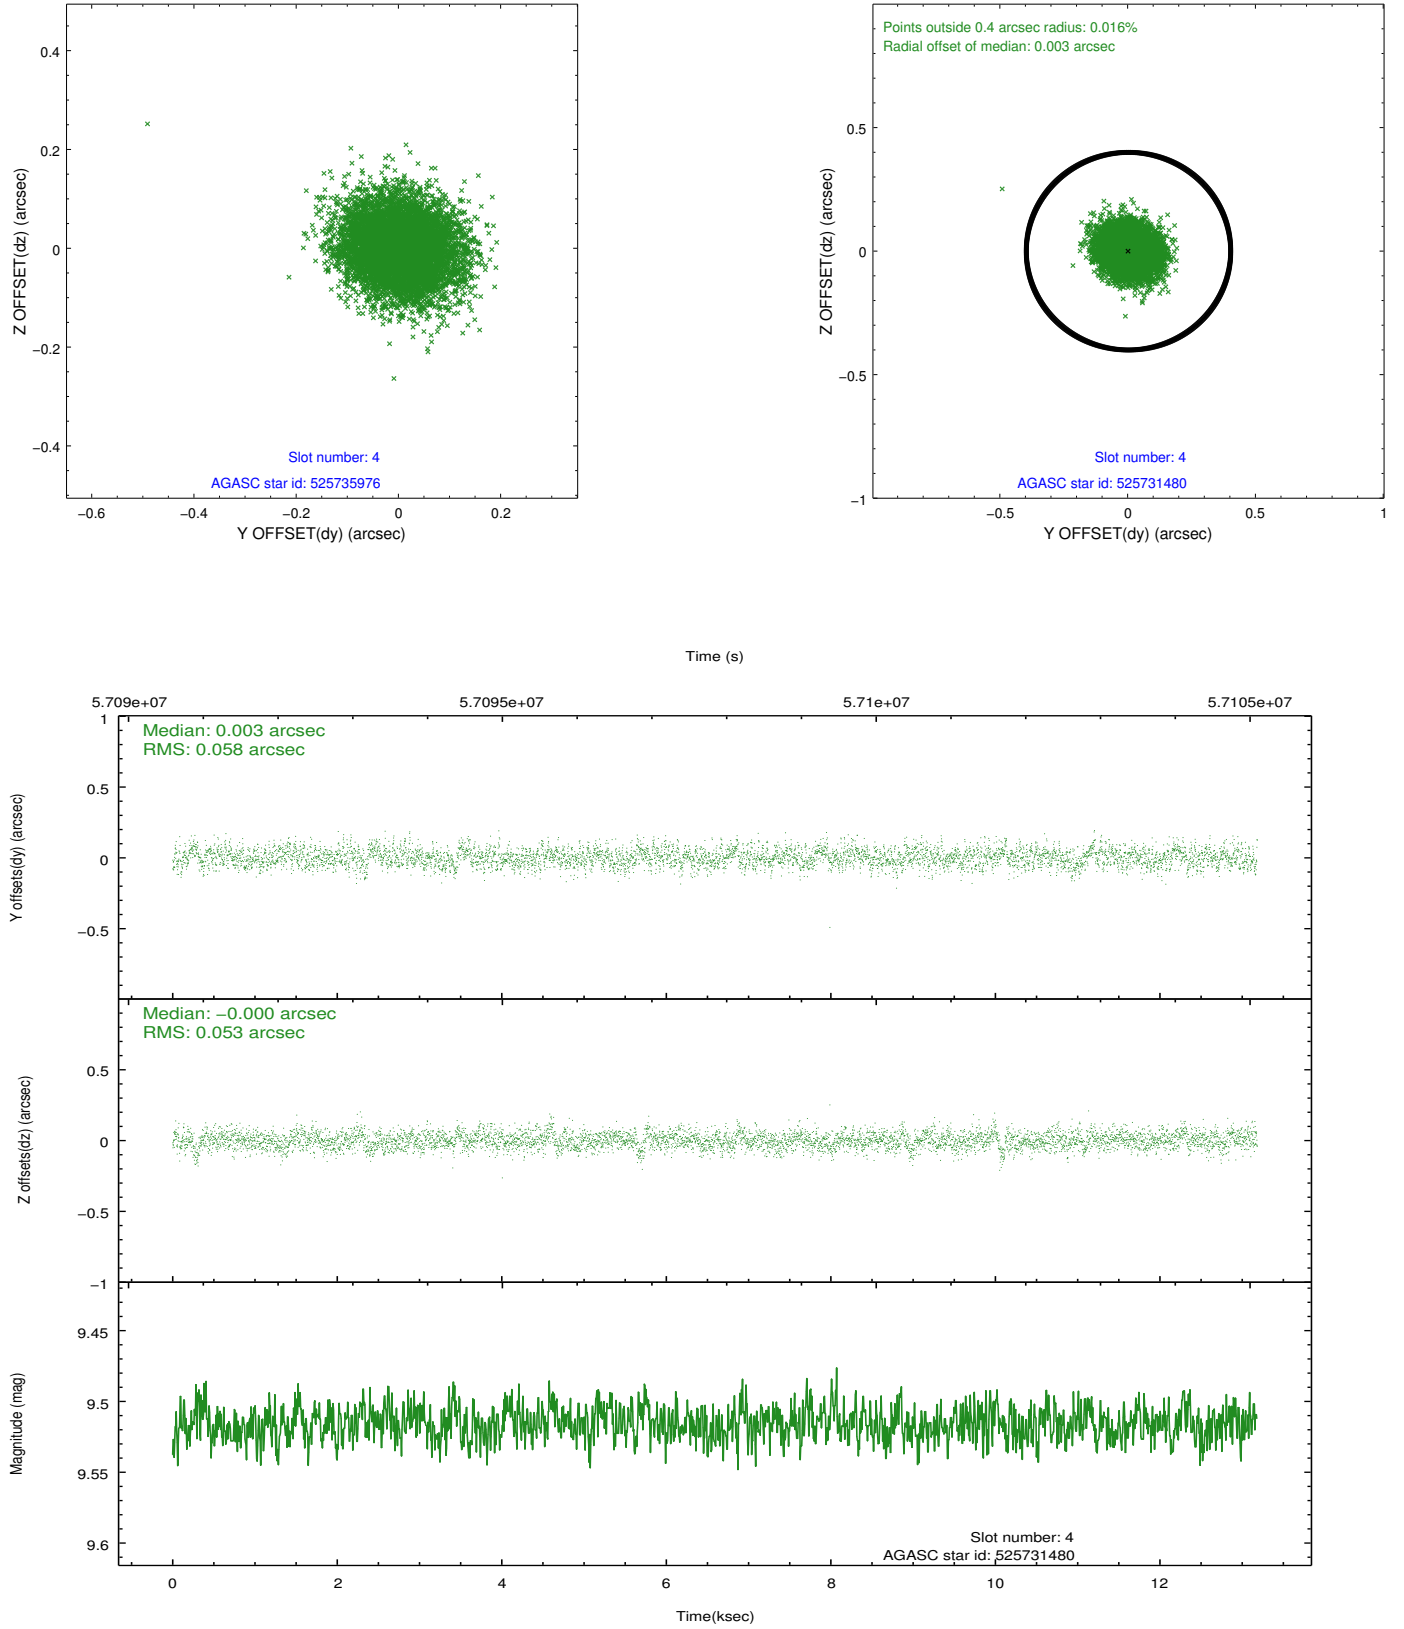 0.4
0.2
0
−0.2
−0.4
Z OFFSET(dz) (arcsec)
Slot number: 4
AGASC star id: 525735976
−0.6
−0.4
−0.2
0
0.2
Y OFFSET(dy) (arcsec)
Points outside 0.4 arcsec radius: 0.016%
Radial offset of median: 0.003 arcsec
0.5
0
−0.5
−1
Z OFFSET(dz) (arcsec)
Slot number: 4
AGASC star id: 525731480
−0.5
0
0.5
1
Y OFFSET(dy) (arcsec)
Time (s)
5.709e+07
5.7095e+07
5.71e+07
5.7105e+07
Median: 0.003 arcsec
RMS: 0.058 arcsec
1
0.5
0
−0.5
Y offsets(dy) (arcsec)
Median: −0.000 arcsec
RMS: 0.053 arcsec
0.5
0
−0.5
−1
Z offsets(dz) (arcsec)
9.45
9.5
9.55
9.6
Magnitude (mag)
Slot number: 4
AGASC star id: 525731480
0
2
4
6
8
10
12
Time(ksec)